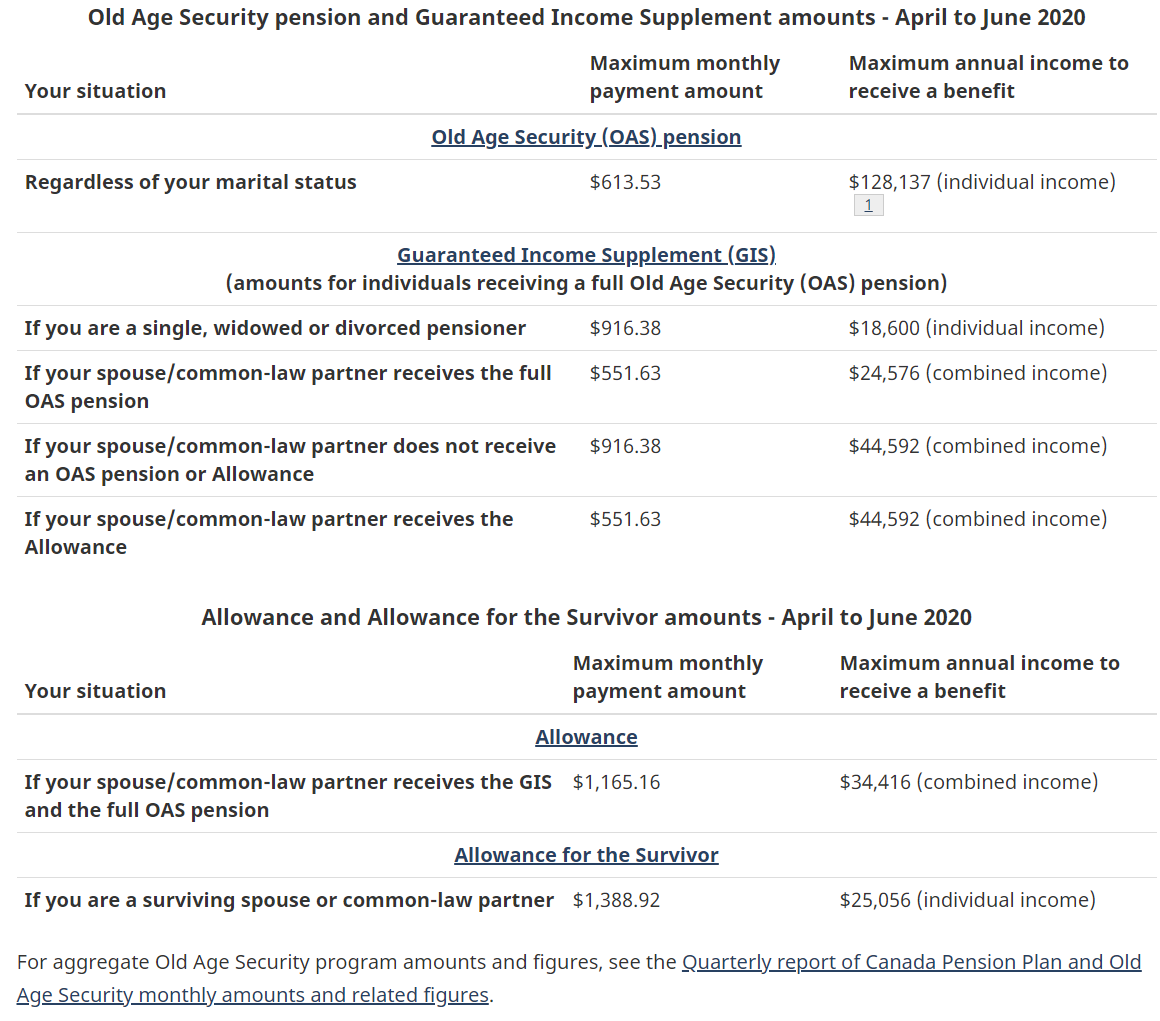 Old Age Security pension and Guaranteed Income Supplement amounts - April to June 2020
Your situation
Maximum monthly
payment amount
Maximum annual income to
receive a benefit
Old Age Security (OAS) pension
Regardless of your marital status
$613.53
$128,137 (individual income)
1
Guaranteed Income Supplement (GIS)
(amounts for individuals receiving a full Old Age Security (OAS) pension)
If you are a single, widowed or divorced pensioner
$916.38
$18,600 (individual income)
If your spouse/common-law partner receives the full
OAS pension
$551.63
$24,576 (combined income)
If your spouse/common-law partner does not receive
an OAS pension or Allowance
$916.38
$44,592 (combined income)
If your spouse/common-law partner receives the
Allowance
$551.63
$44,592 (combined income)
Allowance and Allowance for the Survivor amounts - April to June 2020
Your situation
Maximum monthly
payment amount
Maximum annual income to
receive a benefit
Allowance
If your spouse/common-law partner receives the GIS
and the full OAS pension
$1,165.16
$34,416 (combined income)
Allowance for the Survivor
If you are a surviving spouse or common-law partner
$1,388.92
$25,056 (individual income)
For aggregate Old Age Security program amounts and figures, see the Quarterly report of Canada Pension Plan and Old
Age Security monthly amounts and related figures.